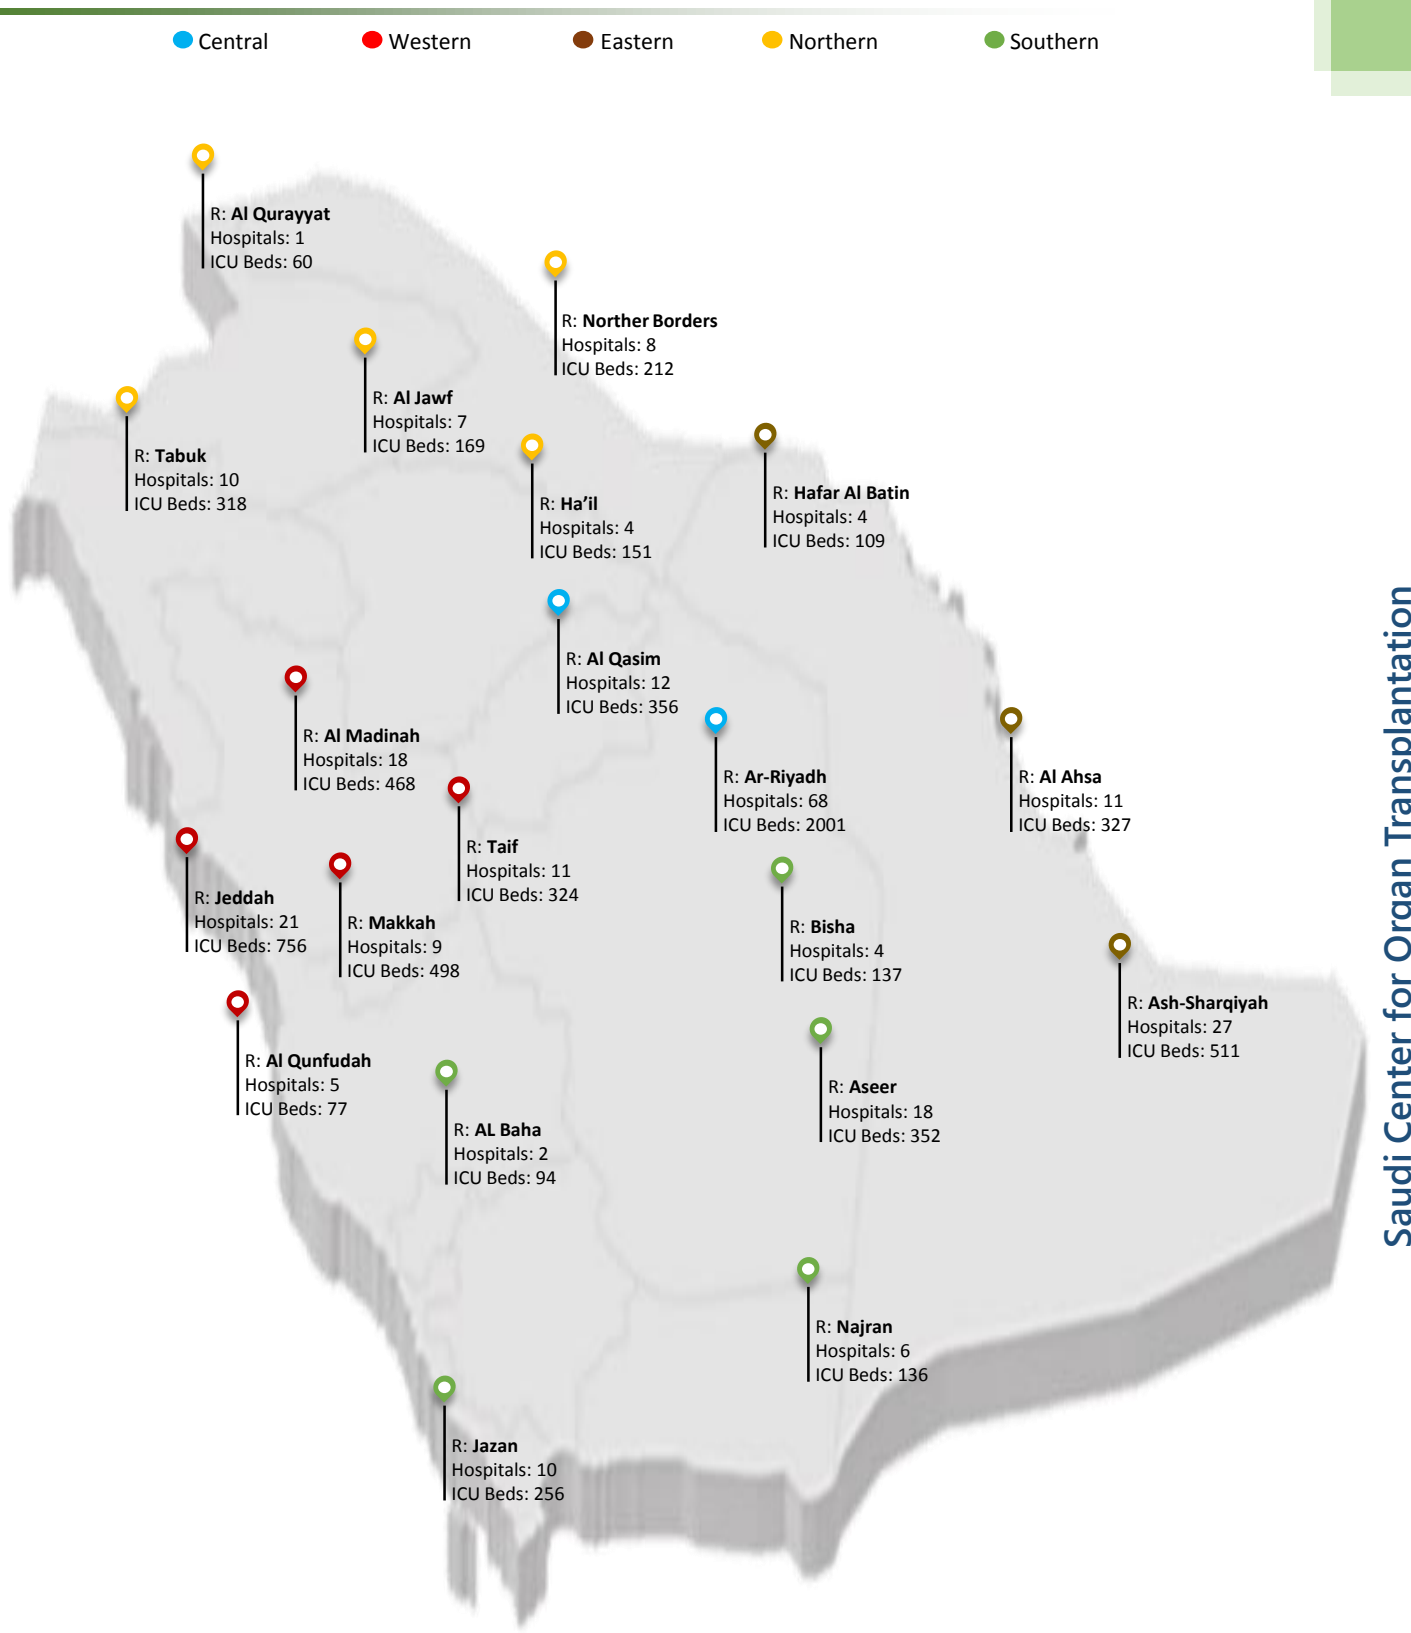 Central
Western
Eastern
Northern
Southern
R: Al Qurayyat
Hospitals: 1
ICU Beds: 60
R: Norther Borders
Hospitals: 8
ICU Beds: 212
R: Al Jawf
Hospitals: 7
ICU Beds: 169
R: Tabuk
Hospitals: 10
ICU Beds: 318
R: Ha’il
Hospitals: 4
ICU Beds: 151
R: Hafar Al Batin
Hospitals: 4
ICU Beds: 109
R: Al Qasim
Hospitals: 12
ICU Beds: 356
R: Al Madinah
Hospitals: 18
ICU Beds: 468
R: Ar-Riyadh
Hospitals: 68
ICU Beds: 2001
R: Al Ahsa
Hospitals: 11
ICU Beds: 327
R: Taif
Hospitals: 11
ICU Beds: 324
R: Jeddah
Hospitals: 21
ICU Beds: 756
R: Makkah
Hospitals: 9
ICU Beds: 498
R: Bisha
Hospitals: 4
ICU Beds: 137
R: Ash-Sharqiyah
Hospitals: 27
ICU Beds: 511
R: Al Qunfudah
Hospitals: 5
ICU Beds: 77
R: Aseer
Hospitals: 18
ICU Beds: 352
R: AL Baha
Hospitals: 2
ICU Beds: 94
R: Najran
Hospitals: 6
ICU Beds: 136
R: Jazan
Hospitals: 10
ICU Beds: 256
Saudi Center for Organ Transplantation